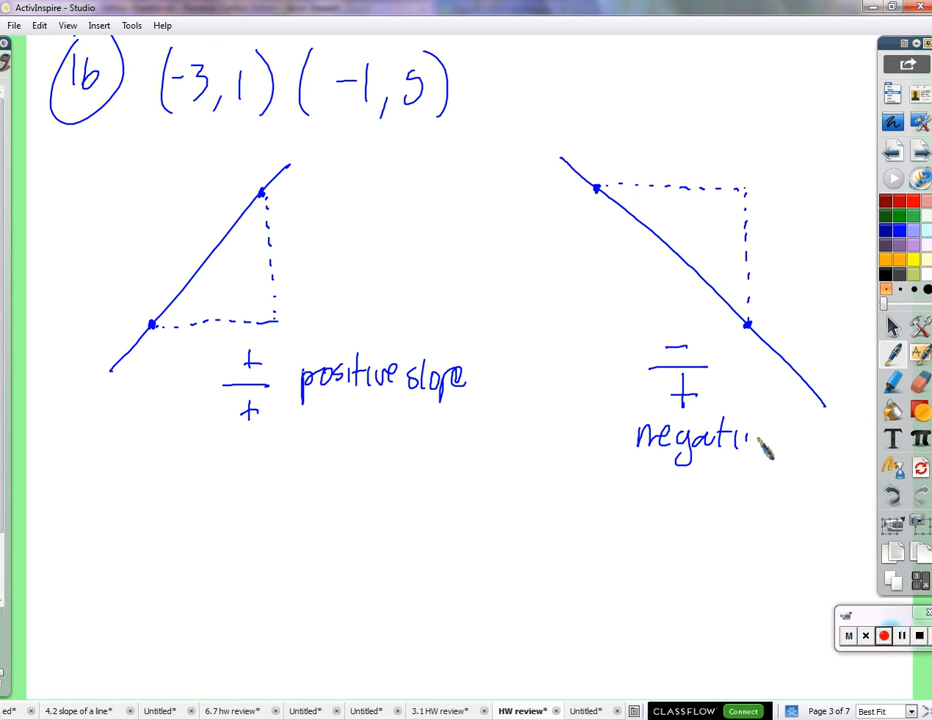 ActivInspire - Studio
File Edit View Insert Tools Help
16 (-3, 1) (-1, 5)
+
+
positive slope
-
+
negati
M
ed* 4.2 slope of a line* Untitled* 6.7 hw review* Untitled* Untitled* 3.1 HW review* HW review* Untitled* CLASSFLOW Connect Page 3 of 7 Best Fit